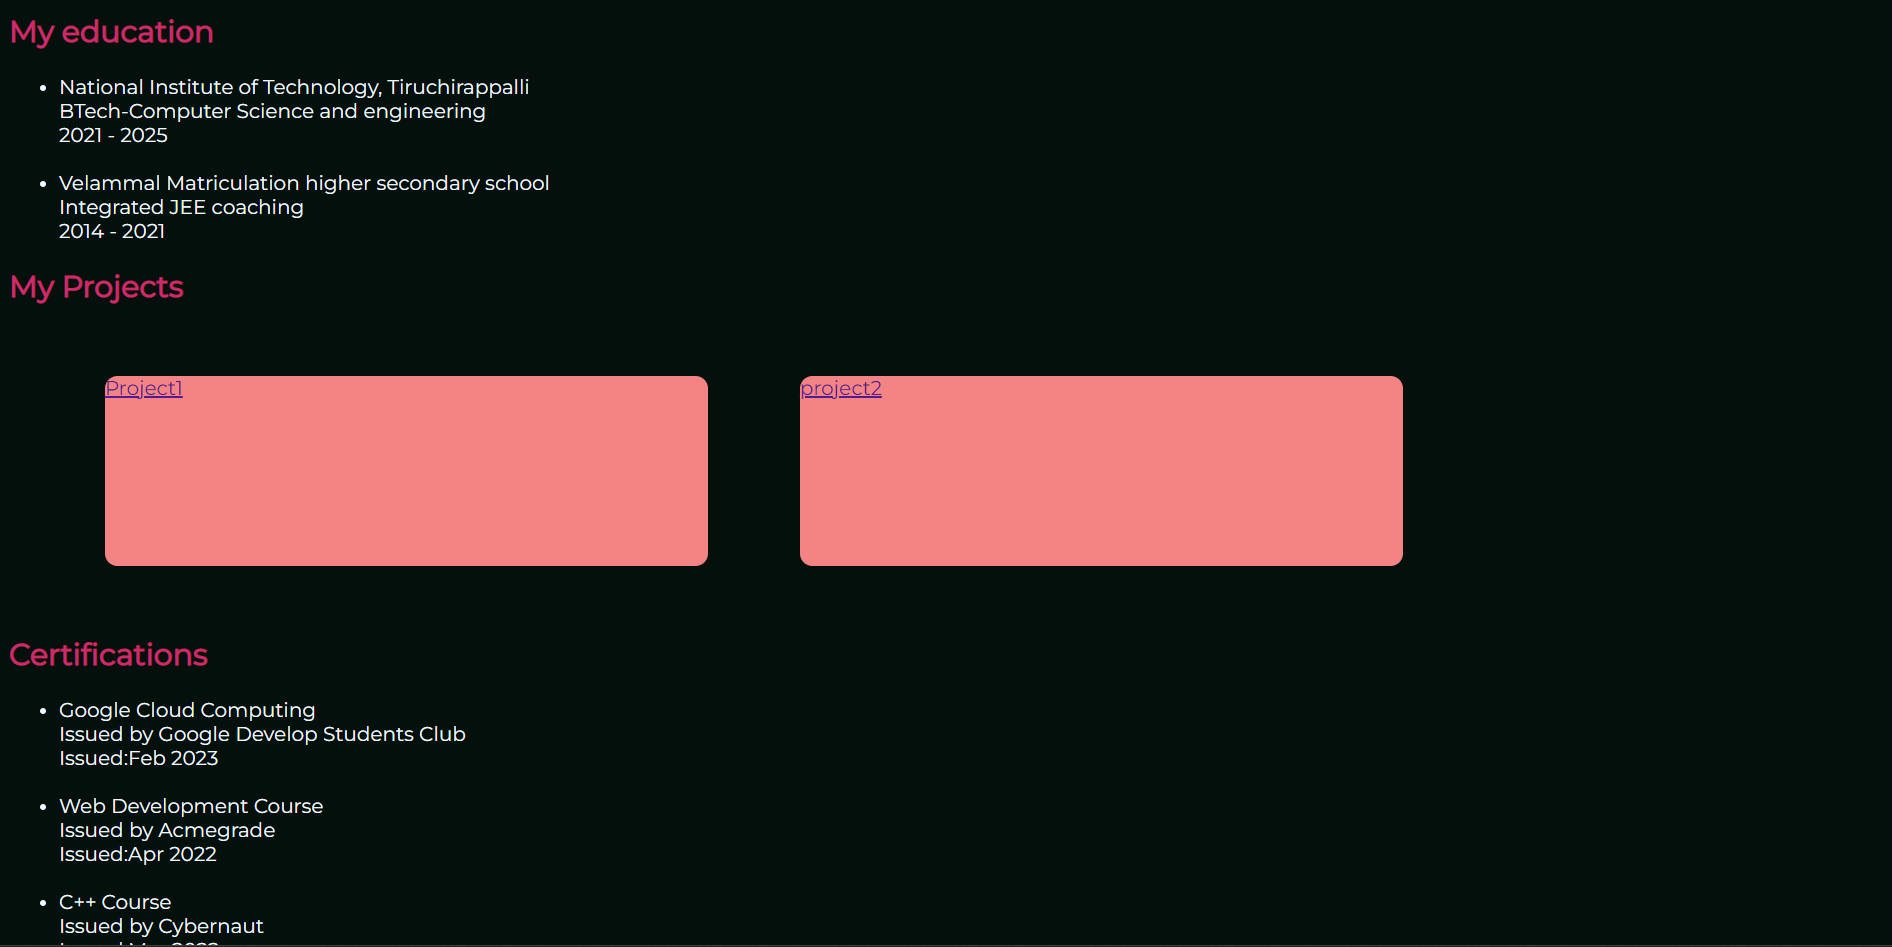 My education
National Institute of Technology, Tiruchirappalli
BTech-Computer Science and engineering
2021 - 2025
Velammal Matriculation higher secondary school
Integrated JEE coaching
2014 - 2021
My Projects
Project1
project2
Certifications
Google Cloud Computing
Issued by Google Develop Students Club
Issued:Feb 2023
Web Development Course
Issued by Acmegrade
Issued:Apr 2022
C++ Course
Issued by Cybernaut